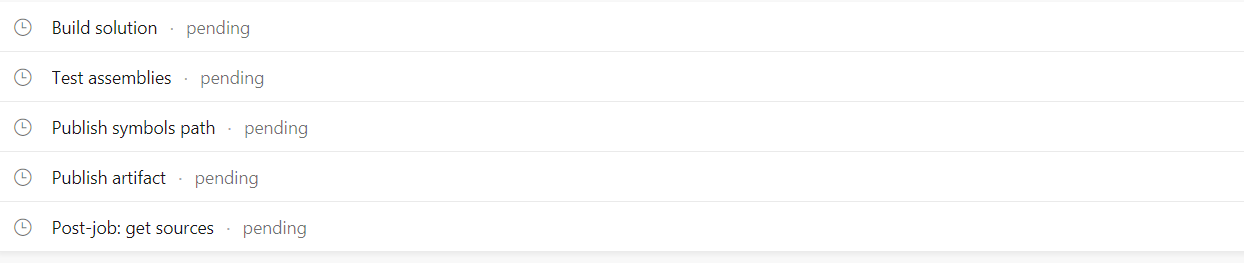 Build solution · pending
Test assemblies · pending
Publish symbols path · pending
Publish artifact · pending
Post-job: get sources · pending